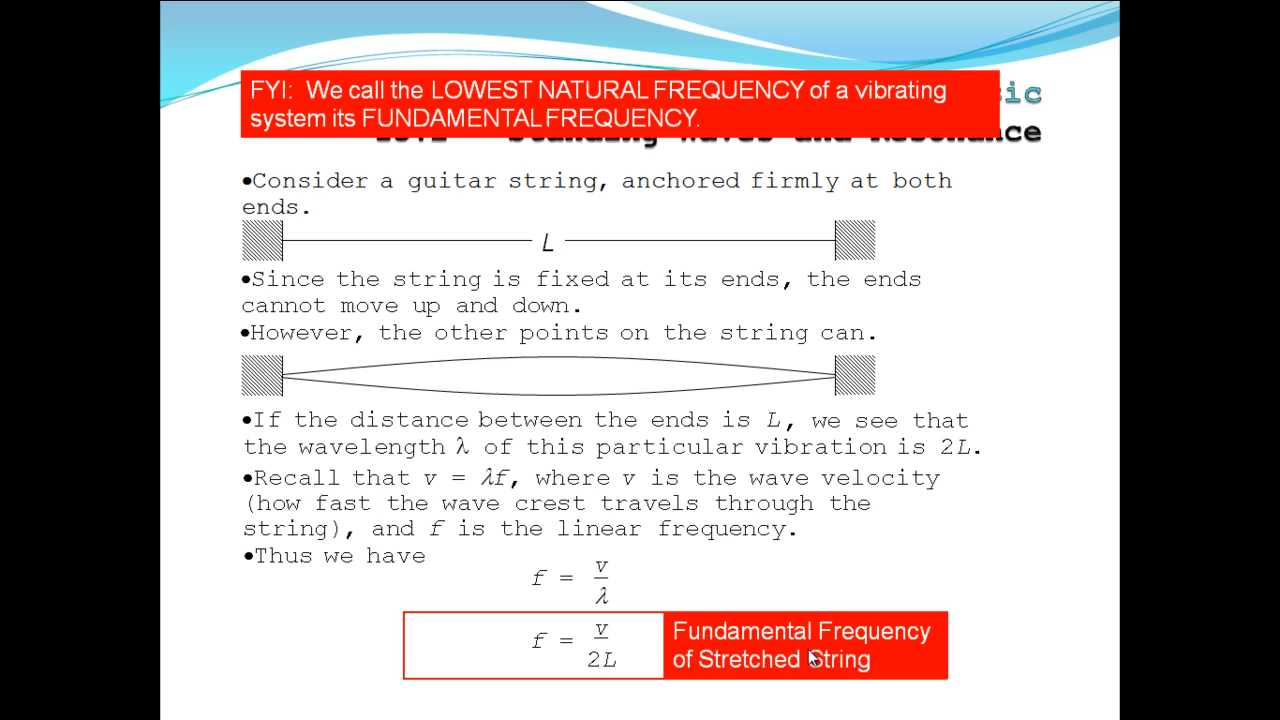 FYI: We call the LOWEST NATURAL FREQUENCY of a vibrating
system its FUNDAMENTAL FREQUENCY.
•Consider a guitar string, anchored firmly at both
ends.
L
•Since the string is fixed at its ends, the ends
cannot move up and down.
•However, the other points on the string can.
•If the distance between the ends is L, we see that
the wavelength λ of this particular vibration is 2L.
•Recall that v = λf, where v is the wave velocity
(how fast the wave crest travels through the
string), and f is the linear frequency.
•Thus we have
f = v/λ
f = v/2L
Fundamental Frequency
of Stretched String